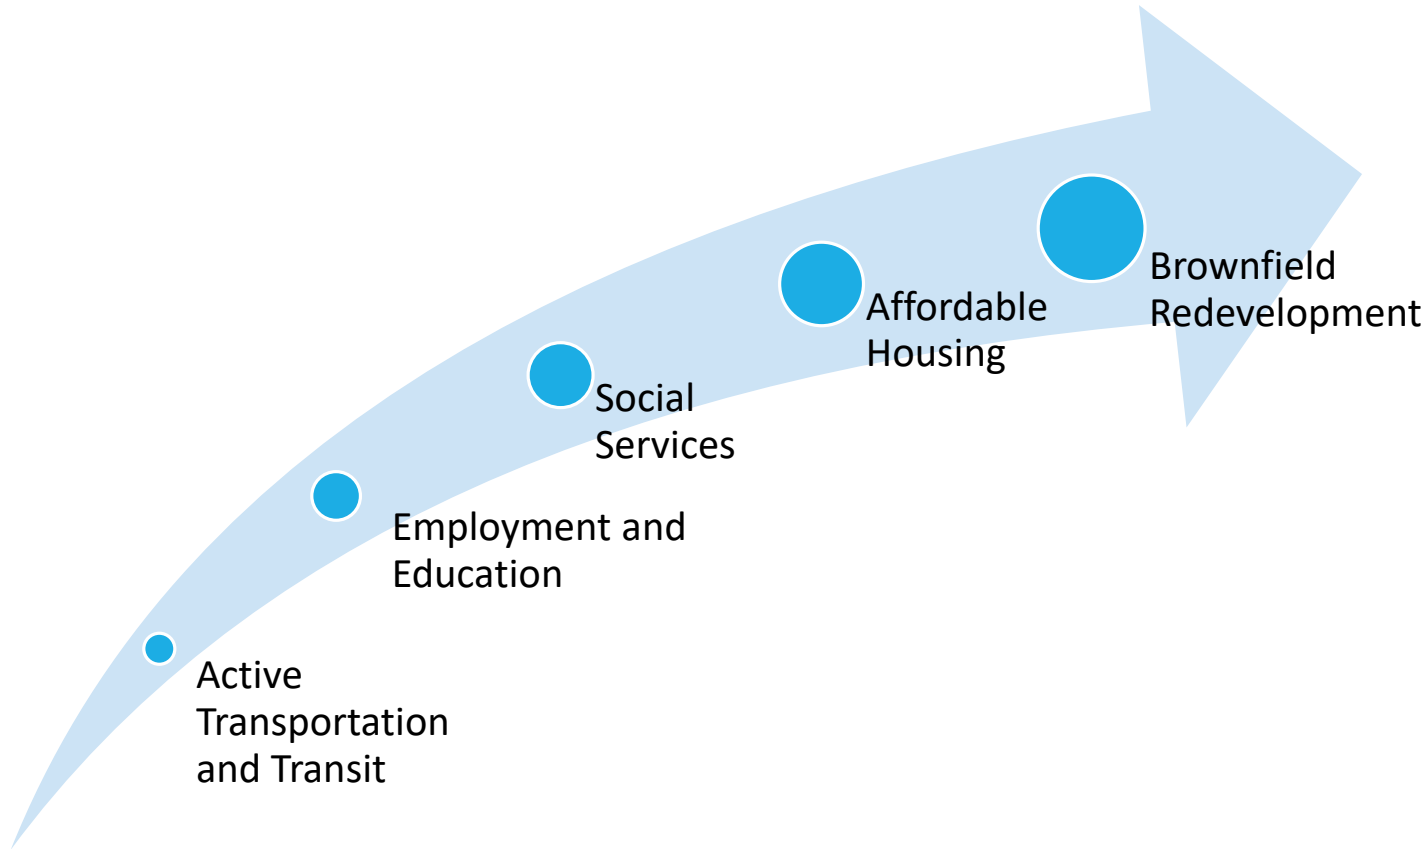 Brownfield
Redevelopment
Affordable
Housing
Social
Services
Employment and
Education
Active
Transportation
and Transit